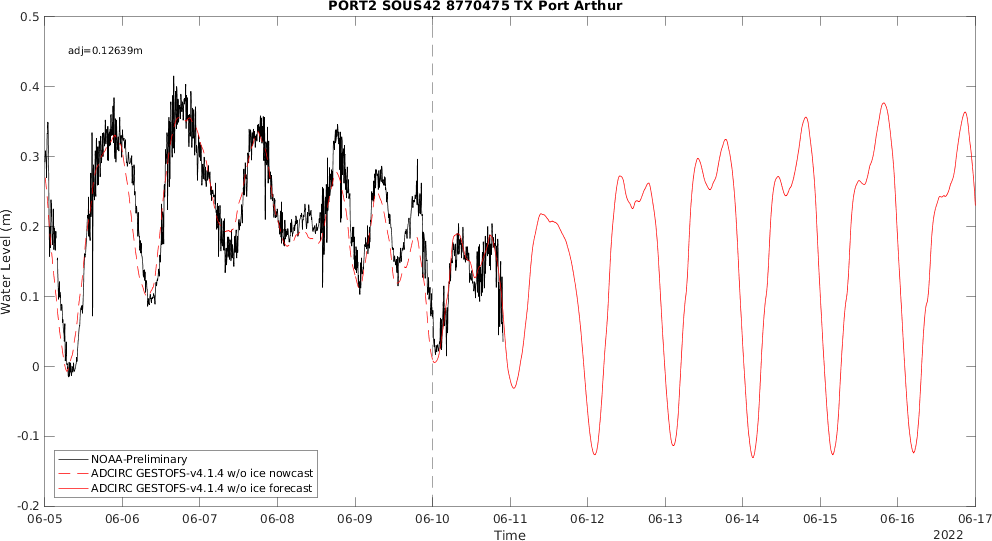 PORT2 SOUS42 8770475 TX Port Arthur
adj=0.12639m
0.5
0.4
0.3
0.2
0.1
0
-0.1
-0.2
Water Level (m)
NOAA-Preliminary
ADCIRC GESTOFS-v4.1.4 w/o ice nowcast
ADCIRC GESTOFS-v4.1.4 w/o ice forecast
06-05 06-06 06-07 06-08 06-09 06-10 06-11 06-12 06-13 06-14 06-15 06-16 06-17
Time
2022